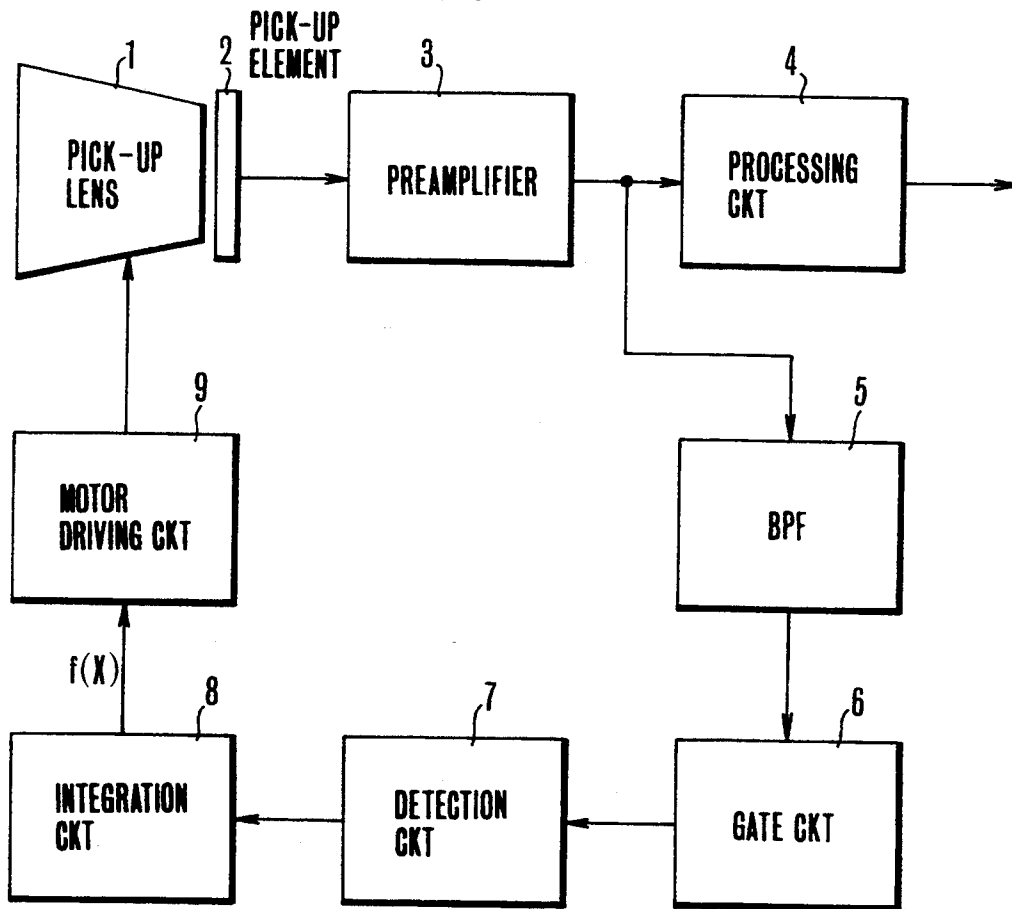 1
PICK-UP
LENS
2
PICK-UP
ELEMENT
3
PREAMPLIFIER
4
PROCESSING
CKT
5
BPF
6
GATE CKT
7
DETECTION
CKT
8
INTEGRATION
CKT
f(X)
9
MOTOR
DRIVING CKT